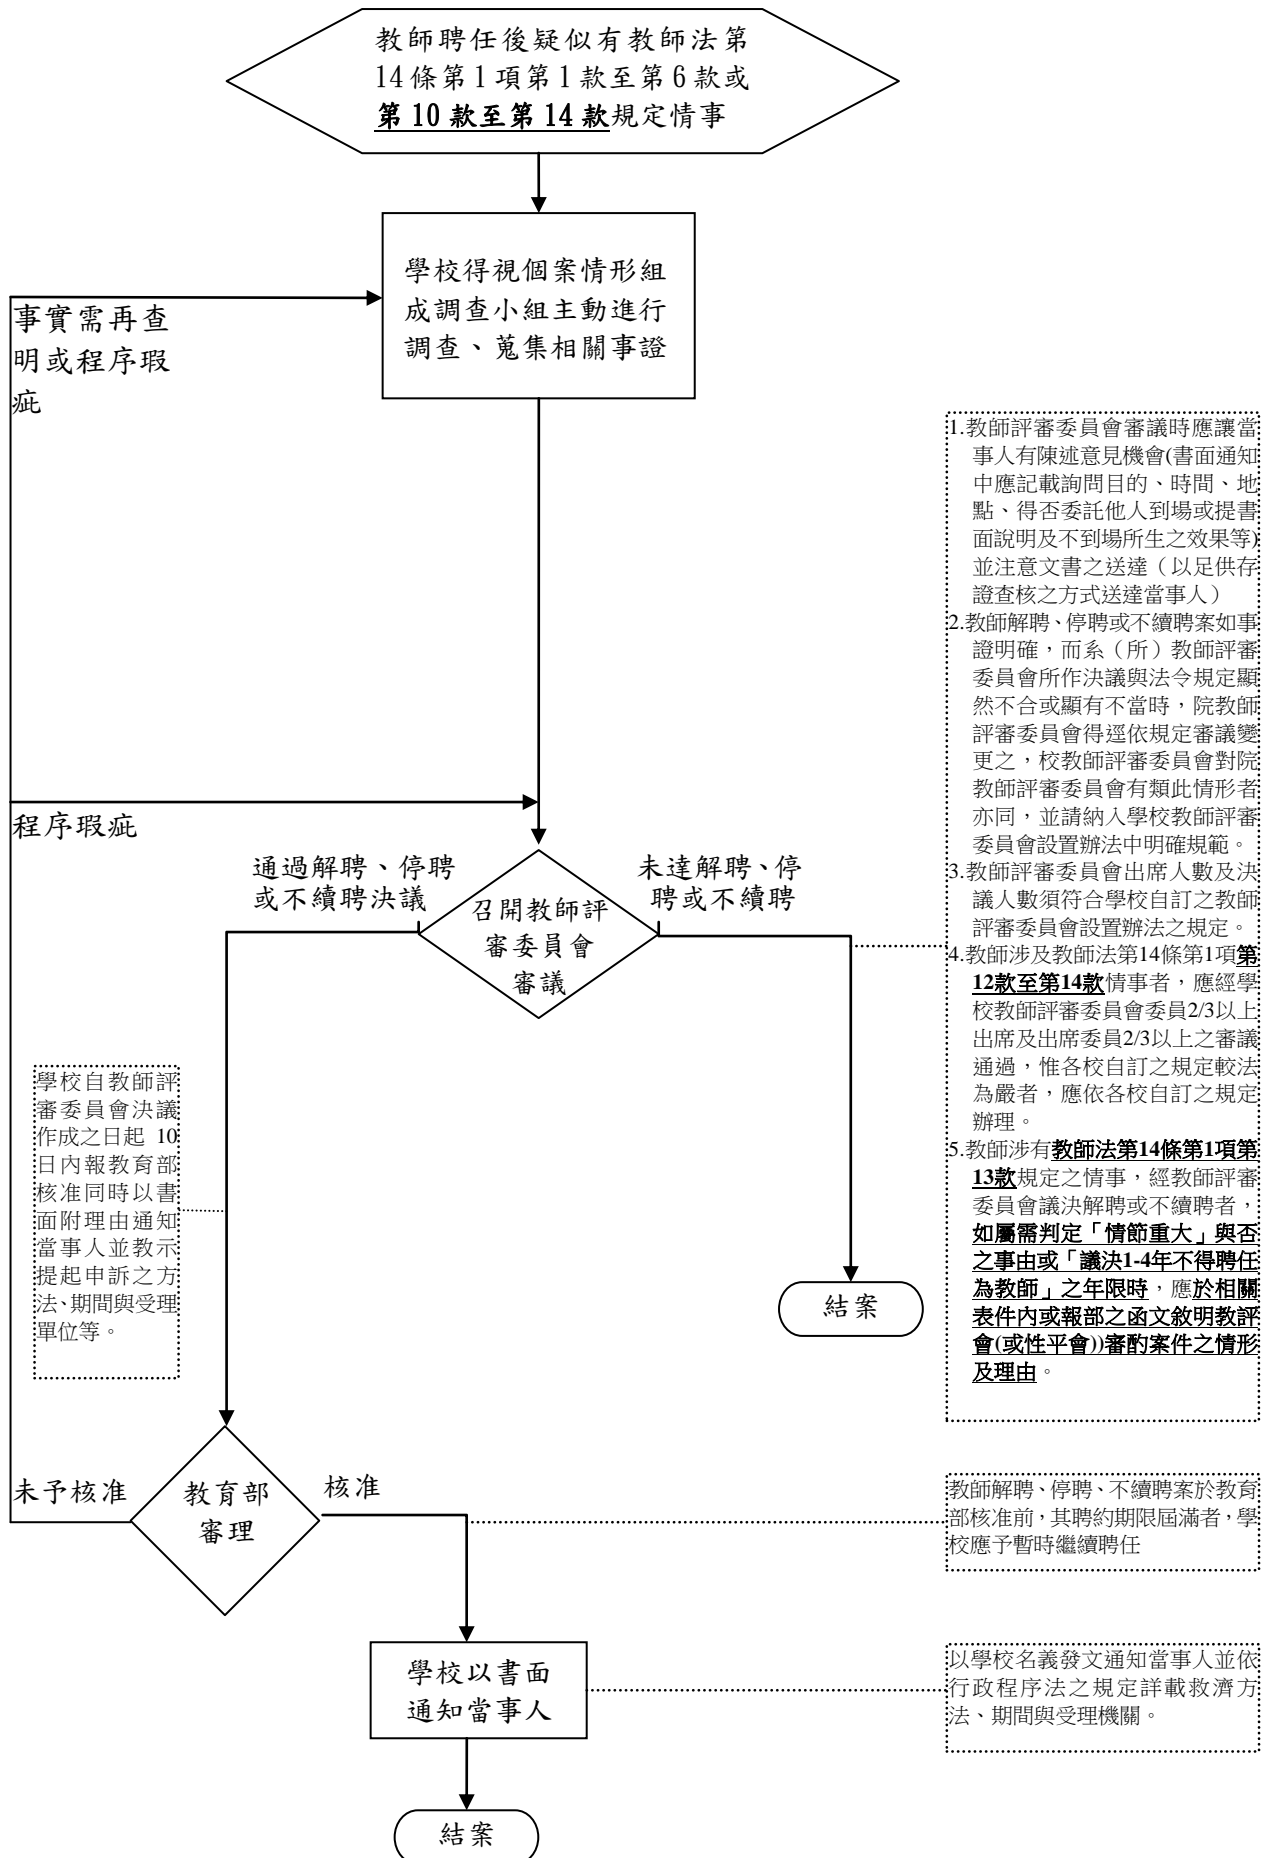 教師聘任後疑似有教師法第
14條第1項第1款至第6款或
第10款至第14款規定情事
學校得視個案情形組
成調查小組主動進行
調查、蒐集相關事證
事實需再查
明或程序瑕
疵
1.教師評審委員會審議時應讓當
事人有陳述意見機會(書面通知
中應記載詢問目的、時間、地
點、得否委託他人到場或提書
面說明及不到場所生之效果等)
並注意文書之送達（以足供存
證查核之方式送達當事人）
2.教師解聘、停聘或不續聘案如事
證明確，而系（所）教師評審
委員會所作決議與法令規定顯
然不合或顯有不當時，院教師
評審委員會得逕依規定審議變
更之，校教師評審委員會對院
教師評審委員會有類此情形者
亦同，並請納入學校教師評審
委員會設置辦法中明確規範。
3.教師評審委員會出席人數及決
議人數須符合學校自訂之教師
評審委員會設置辦法之規定。
4.教師涉及教師法第14條第1項第
12款至第14款情事者，應經學
校教師評審委員會委員2/3以上
出席及出席委員2/3以上之審議
通過，惟各校自訂之規定較法
為嚴者，應依各校自訂之規定
辦理。
5.教師涉有教師法第14條第1項第
13款規定之情事，經教師評審
委員會議決解聘或不續聘者，
如屬需判定「情節重大」與否
之事由或「議決1-4年不得聘任
為教師」之年限時，應於相關
表件內或報部之函文敘明教評
會(或性平會))審酌案件之情形
及理由。
程序瑕疵
通過解聘、停聘
或不續聘決議
未達解聘、停
聘或不續聘
召開教師評
審委員會
審議
學校自教師評
審委員會決議
作成之日起 10
日內報教育部
核准同時以書
面附理由通知
當事人並教示
提起申訴之方
法、期間與受理
單位等。
結案
未予核准
教育部
審理
核准
教師解聘、停聘、不續聘案於教育
部核准前，其聘約期限屆滿者，學
校應予暫時繼續聘任
學校以書面
通知當事人
以學校名義發文通知當事人並依
行政程序法之規定詳載救濟方
法、期間與受理機關。
結案